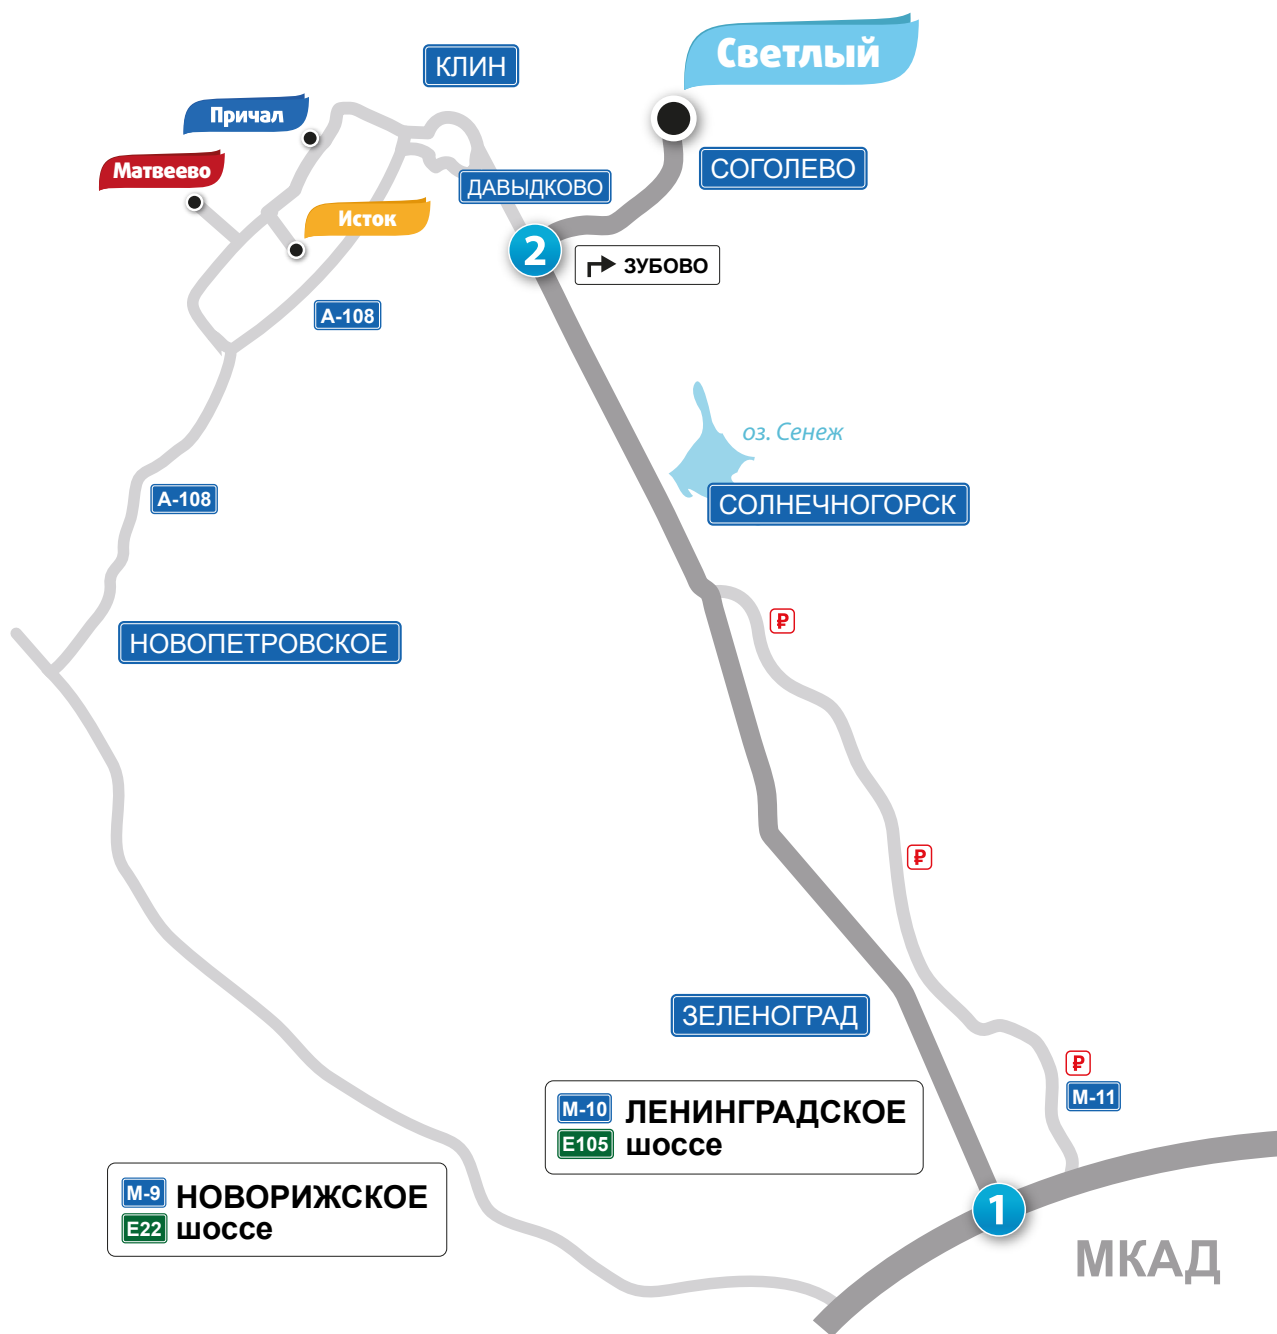 Светлый
КЛИН
Причал
Матвеево
СОГОЛЕВО
ДАВЫДКОВО
Исток
2
ЗУБОВО
А-108
оз. Сенеж
А-108
СОЛНЕЧНОГОРСК
₽
НОВОПЕТРОВСКОЕ
₽
ЗЕЛЕНОГРАД
₽
М-11
М-10 ЛЕНИНГРАДСКОЕ
Е105 шоссе
М-9 НОВОРИЖСКОЕ
Е22 шоссе
1
МКАД